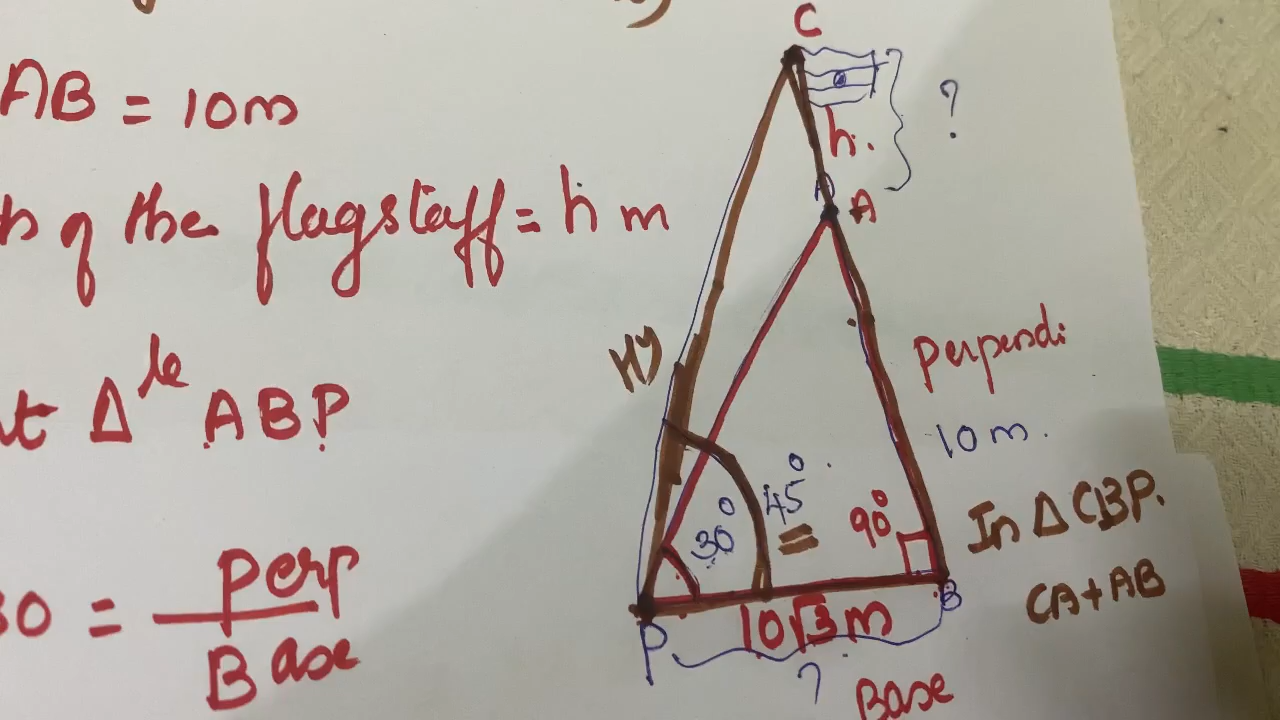 AB = 10m
of the flagstaff = h m
Δ le ABP
30 = Perp
Base
C
?
h.
A
Hy
Perpendi
10 m.
30°
45°
90°
In Δ CBP.
CA + AB
P
10√3 m
B
?
Base